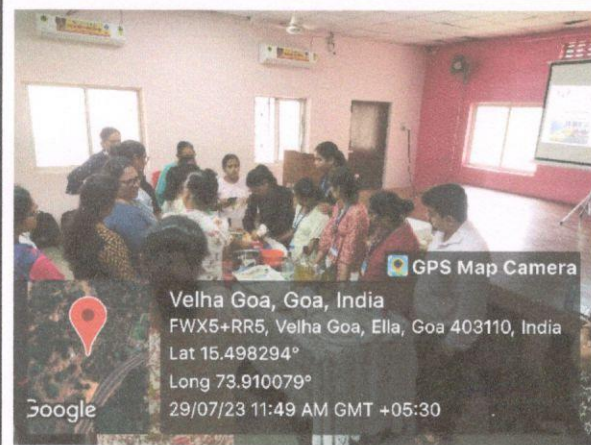 GPS Map Camera
Velha Goa, Goa, India
FWX5+RR5, Velha Goa, Ella, Goa 403110, India
Lat 15.498294°
Long 73.910079°
29/07/23 11:49 AM GMT +05:30
Google